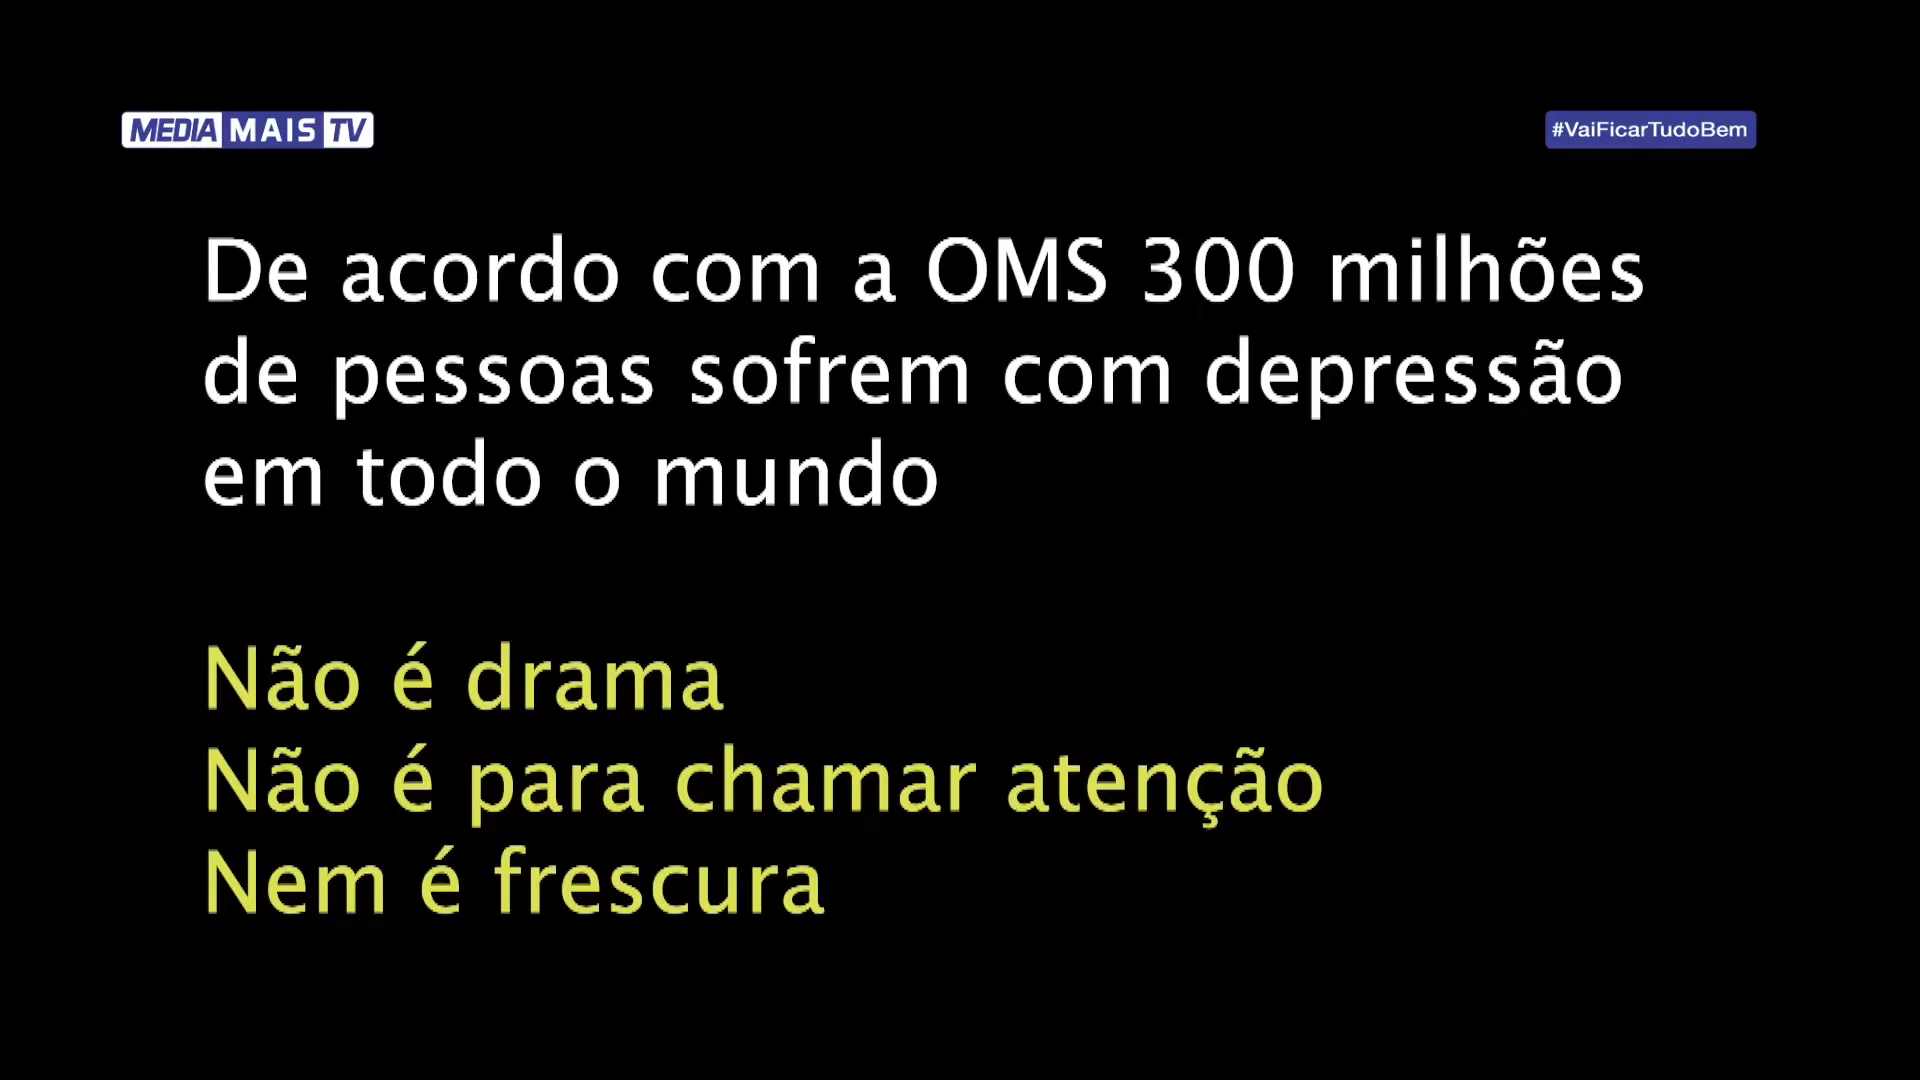 MEDIA MAIS TV
#VaiFicarTudoBem
De acordo com a OMS 300 milhões
de pessoas sofrem com depressão
em todo o mundo
Não é drama
Não é para chamar atenção
Nem é frescura